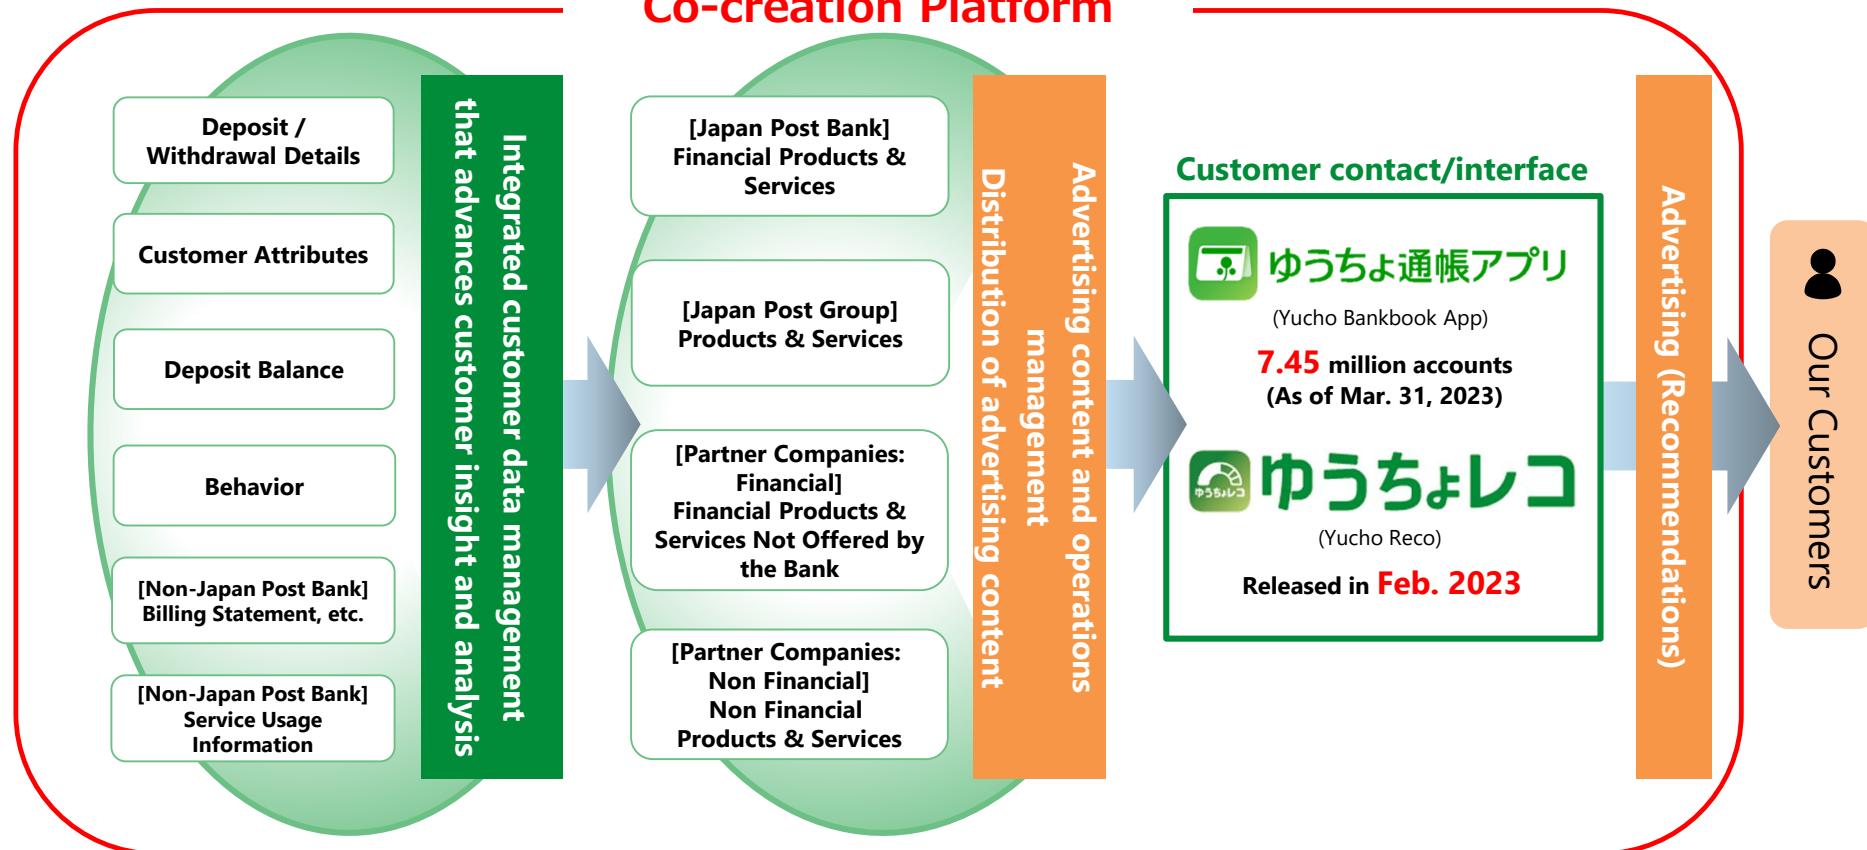 Co-creation Platform
Deposit /
Withdrawal Details
Customer Attributes
Deposit Balance
Behavior
[Non-Japan Post Bank]
Billing Statement, etc.
[Non-Japan Post Bank]
Service Usage
Information
Integrated customer data management
that advances customer insight and analysis
[Japan Post Bank]
Financial Products &
Services
[Japan Post Group]
Products & Services
[Partner Companies:
Financial]
Financial Products &
Services Not Offered by
the Bank
[Partner Companies:
Non Financial]
Non Financial
Products & Services
Advertising content and operations
management
Distribution of advertising content
Customer contact/interface
ゆうちょ通帳アプリ
(Yucho Bankbook App)
7.45 million accounts
(As of Mar. 31, 2023)
ゆうちょレコ
ゆうちょレコ
(Yucho Reco)
Released in Feb. 2023
Advertising (Recommendations)
Our Customers